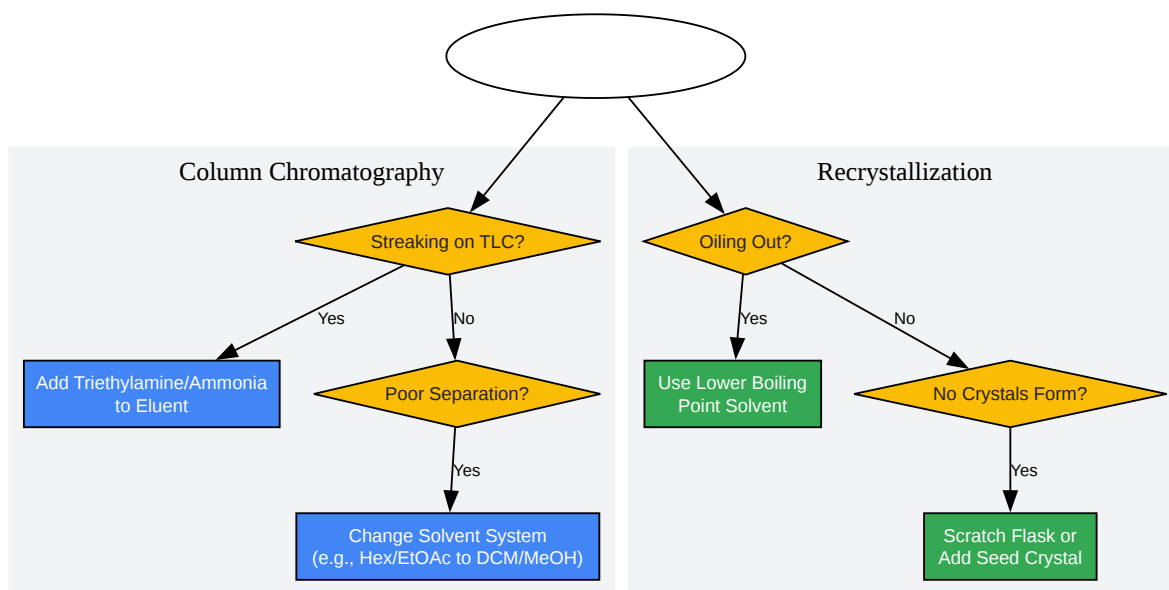 Column Chromatography
Recrystallization
Streaking on TLC?
Oiling Out?
Yes
No
Yes
No
Add Triethylamine/Ammonia
to Eluent
Poor Separation?
Use Lower Boiling
Point Solvent
No Crystals Form?
Yes
Yes
Change Solvent System
(e.g., Hex/EtOAc to DCM/MeOH)
Scratch Flask or
Add Seed Crystal